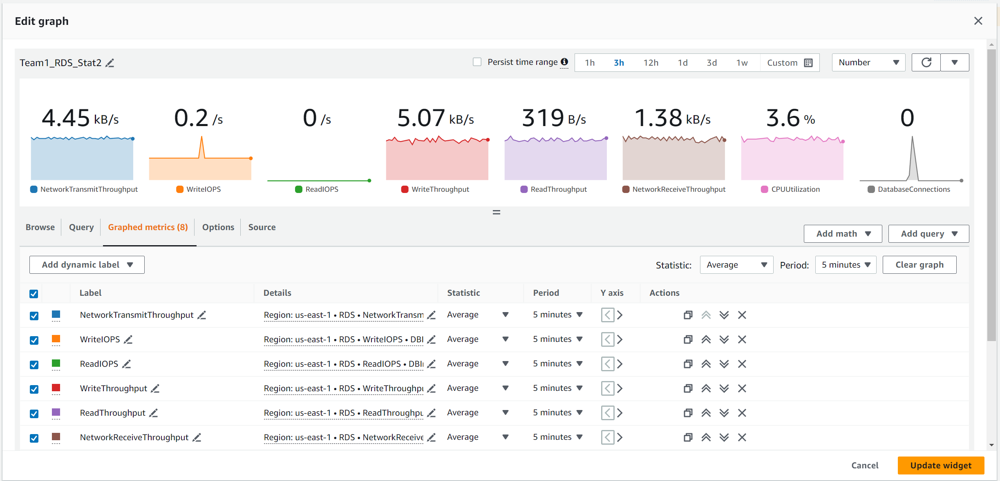 Edit graph
Team1_RDS_Stat2
Persist time range 1h 3h 12h 1d 3d 1w Custom Number
4.45 kB/s 0.2 /s 0 /s 5.07 kB/s 319 B/s 1.38 kB/s 3.6 % 0
NetworkTransmitThroughput WriteIOPS ReadIOPS WriteThroughput ReadThroughput NetworkReceiveThroughput CPUUtilization DatabaseConnections
Browse Query Graphed metrics (8) Options Source
Add math Add query
Add dynamic label Statistic: Average Period: 5 minutes Clear graph
Label Details Statistic Period Y axis Actions
NetworkTransmitThroughput Region: us-east-1 • RDS • NetworkTransm Average 5 minutes
WriteIOPS Region: us-east-1 • RDS • WriteIOPS • DBI Average 5 minutes
ReadIOPS Region: us-east-1 • RDS • ReadIOPS • DBI Average 5 minutes
WriteThroughput Region: us-east-1 • RDS • WriteThroughpu Average 5 minutes
ReadThroughput Region: us-east-1 • RDS • ReadThroughpu Average 5 minutes
NetworkReceiveThroughput Region: us-east-1 • RDS • NetworkReceive Average 5 minutes
Cancel Update widget